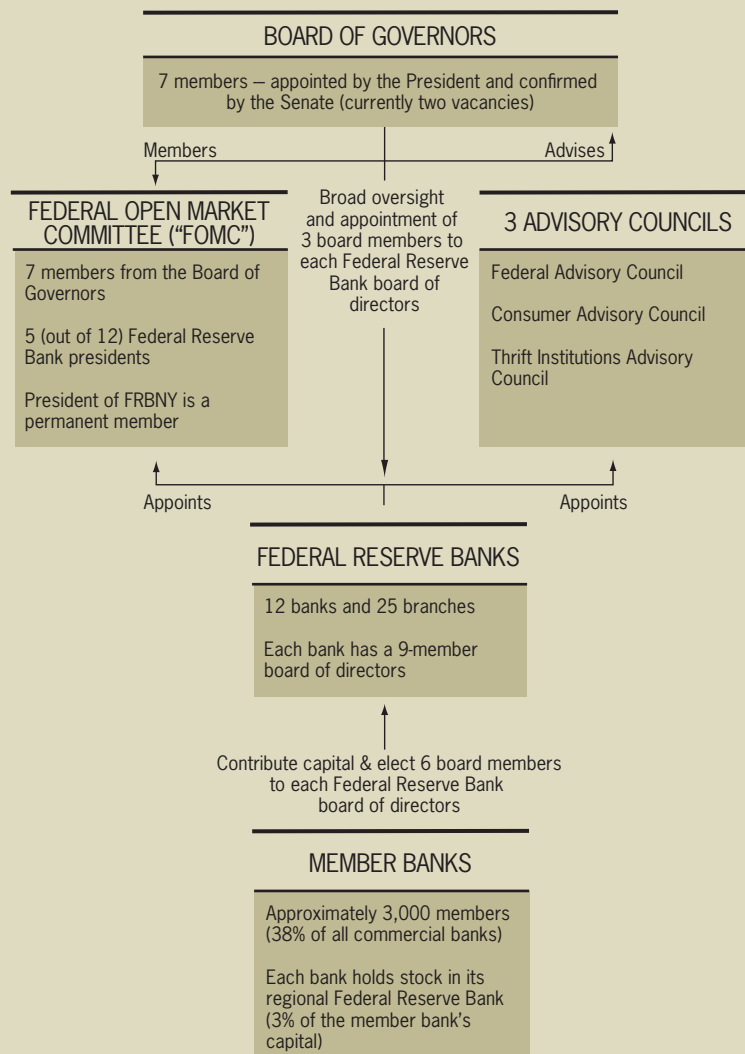 BOARD OF GOVERNORS
7 members – appointed by the President and confirmed
by the Senate (currently two vacancies)
Members
Advises
FEDERAL OPEN MARKET
COMMITTEE (“FOMC”)
7 members from the Board of
Governors
5 (out of 12) Federal Reserve
Bank presidents
President of FRBNY is a
permanent member
Broad oversight
and appointment of
3 board members to
each Federal Reserve
Bank board of
directors
3 ADVISORY COUNCILS
Federal Advisory Council
Consumer Advisory Council
Thrift Institutions Advisory
Council
Appoints
Appoints
FEDERAL RESERVE BANKS
12 banks and 25 branches
Each bank has a 9-member
board of directors
Contribute capital & elect 6 board members
to each Federal Reserve Bank
board of directors
MEMBER BANKS
Approximately 3,000 members
(38% of all commercial banks)
Each bank holds stock in its
regional Federal Reserve Bank
(3% of the member bank’s
capital)